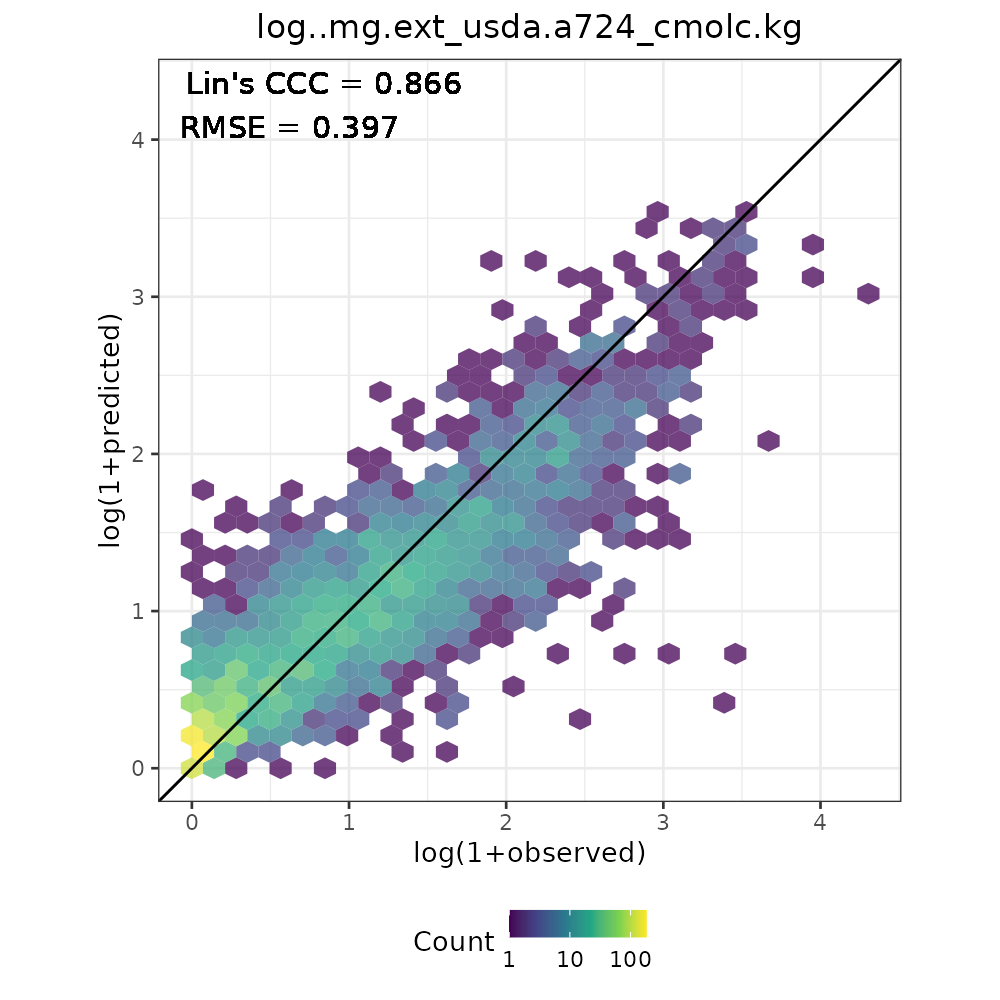 log..mg.ext_usda.a724_cmolc.kg
Lin's CCC = 0.866
RMSE = 0.397
4
3
2
1
0
log(1+predicted)
0 1 2 3 4
log(1+observed)
Count
1 10 100